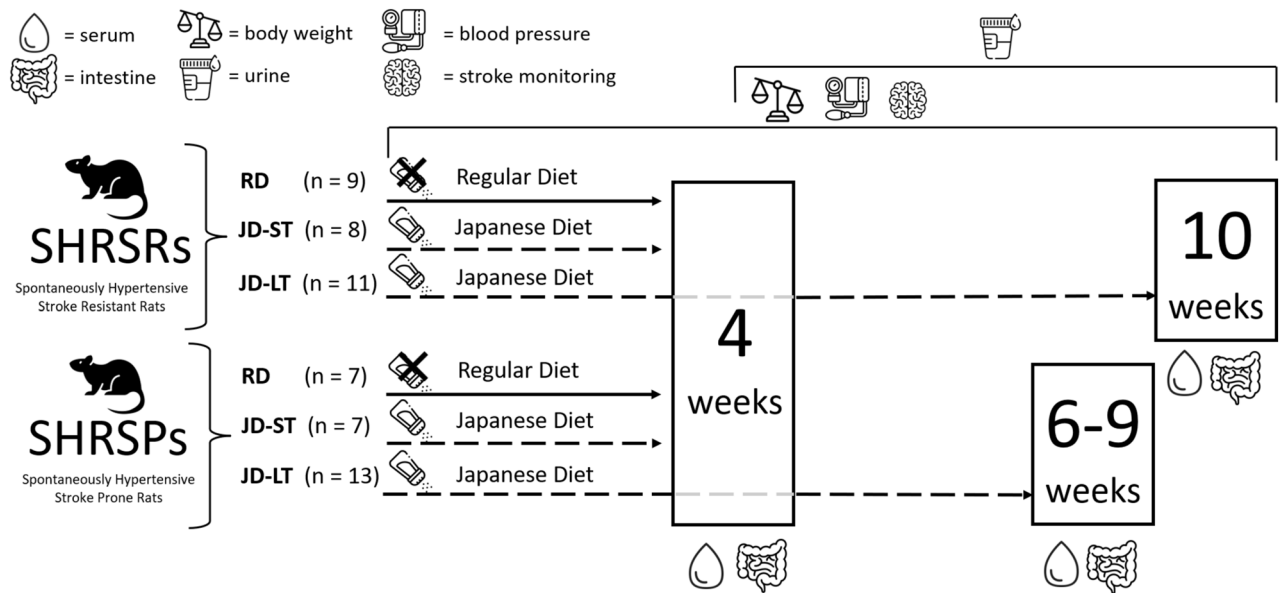 = serum
= body weight
= blood pressure
= intestine
= urine
= stroke monitoring
SHRSRs
Spontaneously Hypertensive
Stroke Resistant Rats
RD (n = 9) Regular Diet
JD-ST (n = 8) Japanese Diet
JD-LT (n = 11) Japanese Diet
SHRSPs
Spontaneously Hypertensive
Stroke Prone Rats
RD (n = 7) Regular Diet
JD-ST (n = 7) Japanese Diet
JD-LT (n = 13) Japanese Diet
4
weeks
6-9
weeks
10
weeks